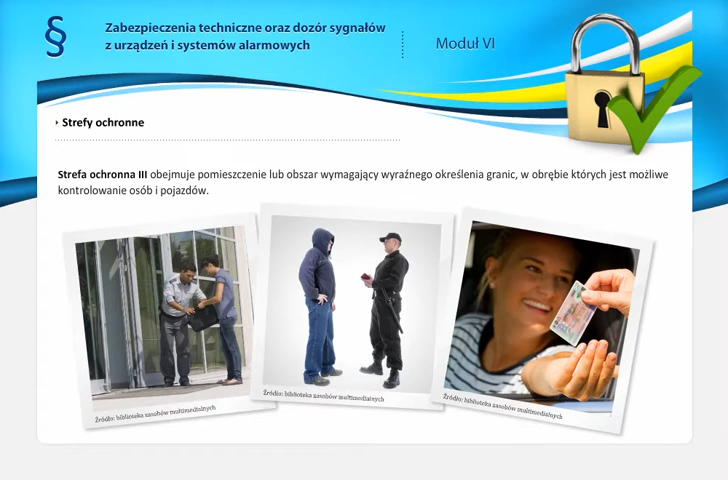 §
Zabezpieczenia techniczne oraz dozór sygnałów
z urządzeń i systemów alarmowych
Moduł VI
Strefy ochronne
Strefa ochronna III obejmuje pomieszczenie lub obszar wymagający wyraźnego określenia granic, w obrębie których jest możliwe
kontrolowanie osób i pojazdów.
Źródło: biblioteka zasobów multimedialnych
Źródło: biblioteka zasobów multimedialnych
Źródło: biblioteka zasobów multimedialnych